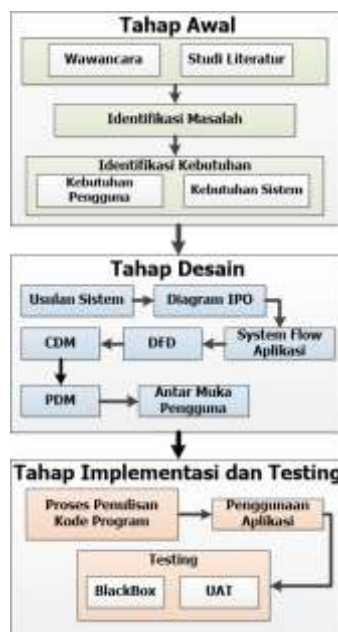 Tahap Awal
Wawancara
Studi Literatur
Identifikasi Masalah
Identifikasi Kebutuhan
Kebutuhan
Pengguna
Kebutuhan Sistem
Tahap Desain
Usulan Sistem
Diagram IPO
System Flow
Aplikasi
DFD
CDM
PDM
Antar Muka
Pengguna
Tahap Implementasi dan Testing
Proses Penulisan
Kode Program
Penggunaan
Aplikasi
Testing
BlackBox
UAT